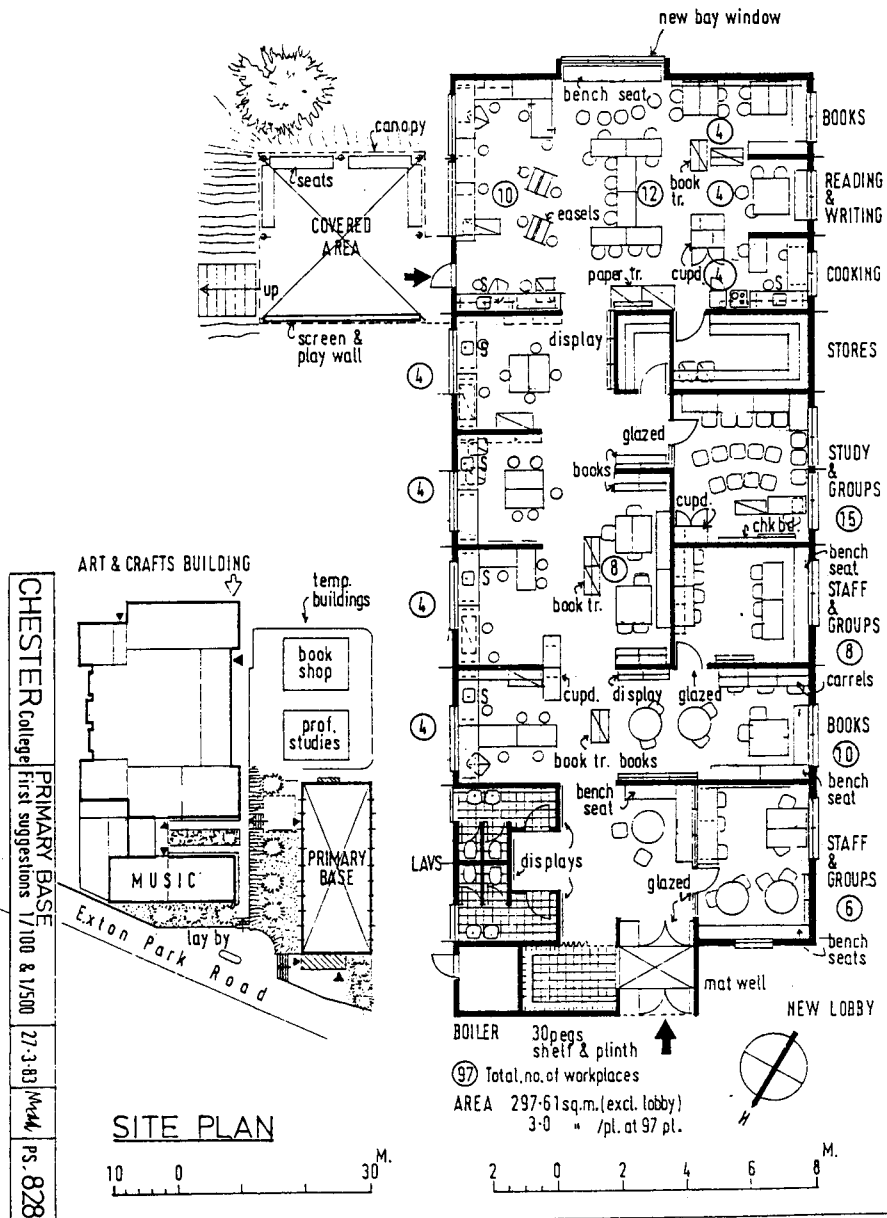 new bay window
bench seat
canopy
seats
COVERED
AREA
up
screen &
play wall
10
easels
12
4
book
tr.
4
cupd.
4
paper tr.
S
S
BOOKS
READING
&
WRITING
COOKING
STORES
display
4
S
glazed
books
4
S
STUDY
&
GROUPS
15
cupd.
chkbd.
8
book tr.
4
S
bench
seat
STAFF
&
GROUPS
8
cupd.
display
glazed
carrels
4
S
book tr.
books
BOOKS
10
bench
seat
bench
seat
LAVS
displays
glazed
STAFF
&
GROUPS
6
bench
seats
mat well
NEW LOBBY
BOILER
30pegs
shelf & plinth
97 Total.no.of workplaces
AREA 297·61sq.m.(excl. lobby)
3·0 " /pl. at 97 pl.
N
M.
2 0 2 4 6 8
ART & CRAFTS BUILDING
temp.
buildings
book
shop
prof.
studies
PRIMARY
BASE
MUSIC
lay by
Exton Park Road
SITE PLAN
M.
10 0 30
CHESTER College
PRIMARY BASE
First suggestions 1/100 & 1/500
27·3·83
PS. 828